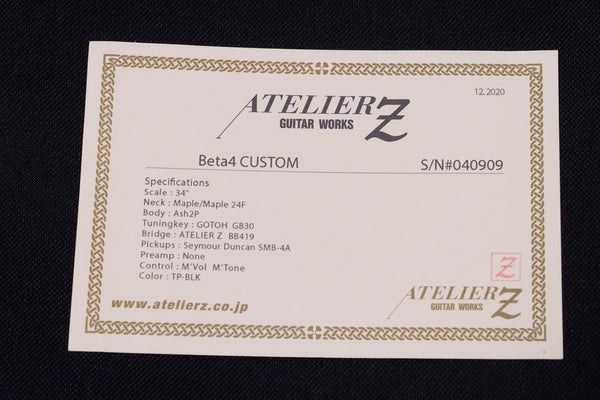 ATELIER Z
GUITAR WORKS
12.2020
Beta4 CUSTOM S/N#040909
Specifications
Scale : 34"
Neck : Maple/Maple 24F
Body : Ash2P
Tuningkey : GOTOH GB30
Bridge : ATELIER Z BB419
Pickups : Seymour Duncan SMB-4A
Preamp : None
Control : M'Vol M'Tone
Color : TP-BLK
Z
www.atelierz.co.jp
ATELIER Z
GUITAR WORKS